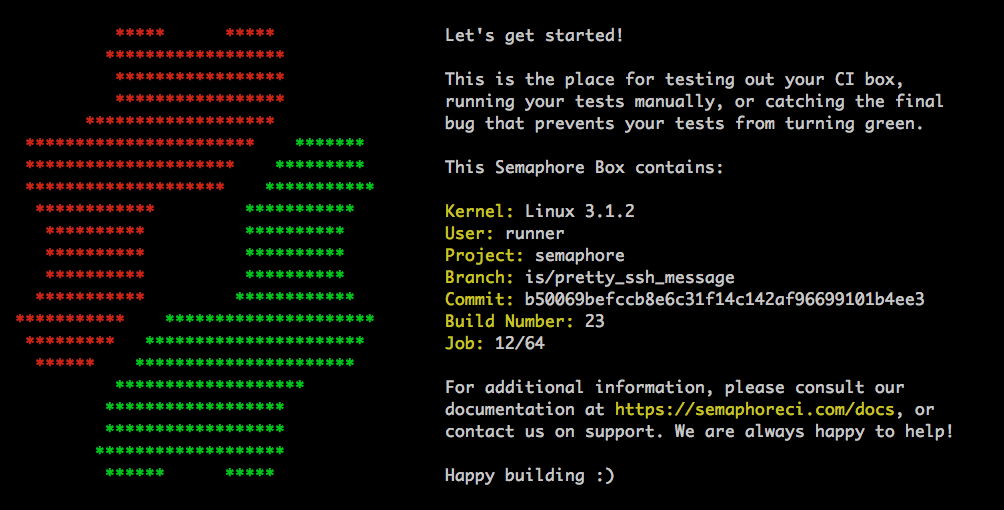 Let's get started!
This is the place for testing out your CI box,
running your tests manually, or catching the final
bug that prevents your tests from turning green.
This Semaphore Box contains:
Kernel: Linux 3.1.2
User: runner
Project: semaphore
Branch: is/pretty_ssh_message
Commit: b50069befccb8e6c31f14c142af96699101b4ee3
Build Number: 23
Job: 12/64
For additional information, please consult our
documentation at https://semaphoreci.com/docs, or
contact us on support. We are always happy to help!
Happy building :)